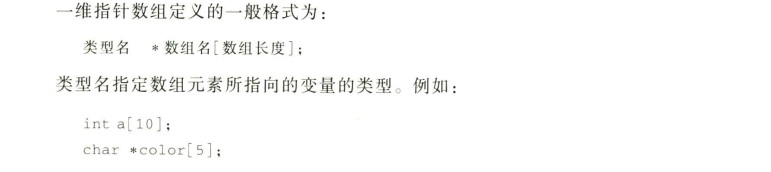 一维指针数组定义的一般格式为：
类型名 *数组名[数组长度];
类型名指定数组元素所指向的变量的类型。例如：
int a[10];
char *color[5];